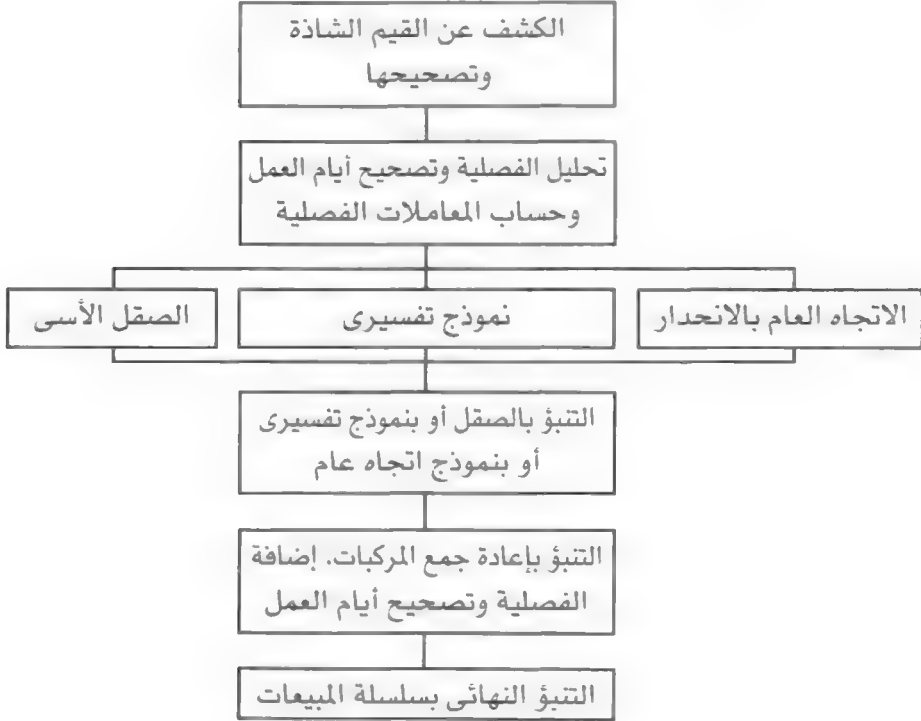 الكشف عن القيم الشاذة
وتصحيحها
تحليل الفصلية وتصحيح أيام العمل
وحساب المعاملات الفصلية
الاتجاه العام بالانحدار
نموذج تفسيرى
الصقل الأسى
التنبؤ بالصقل أو بنموذج تفسيرى
أو بنموذج اتجاه عام
التنبؤ بإعادة جمع المركبات. إضافة
الفصلية وتصحيح أيام العمل
التنبؤ النهائى بسلسلة المبيعات